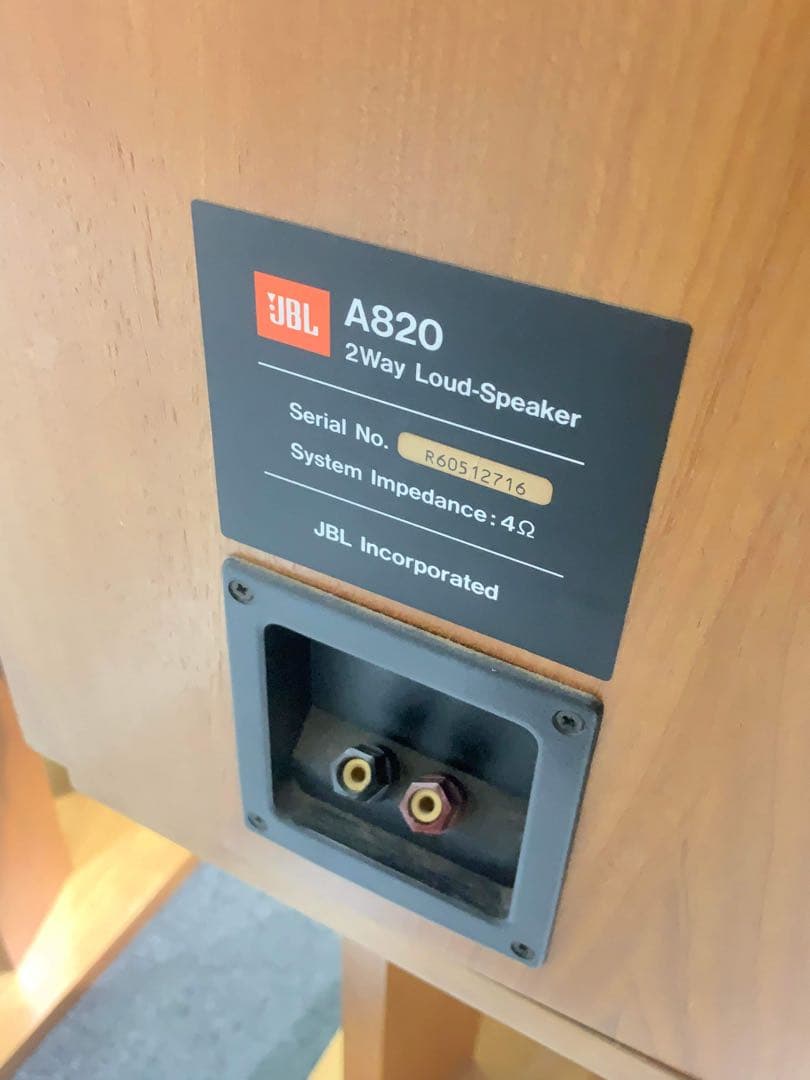 JBL A820
2Way Loud-Speaker
Serial No. R60512716
System Impedance: 4Ω
JBL Incorporated